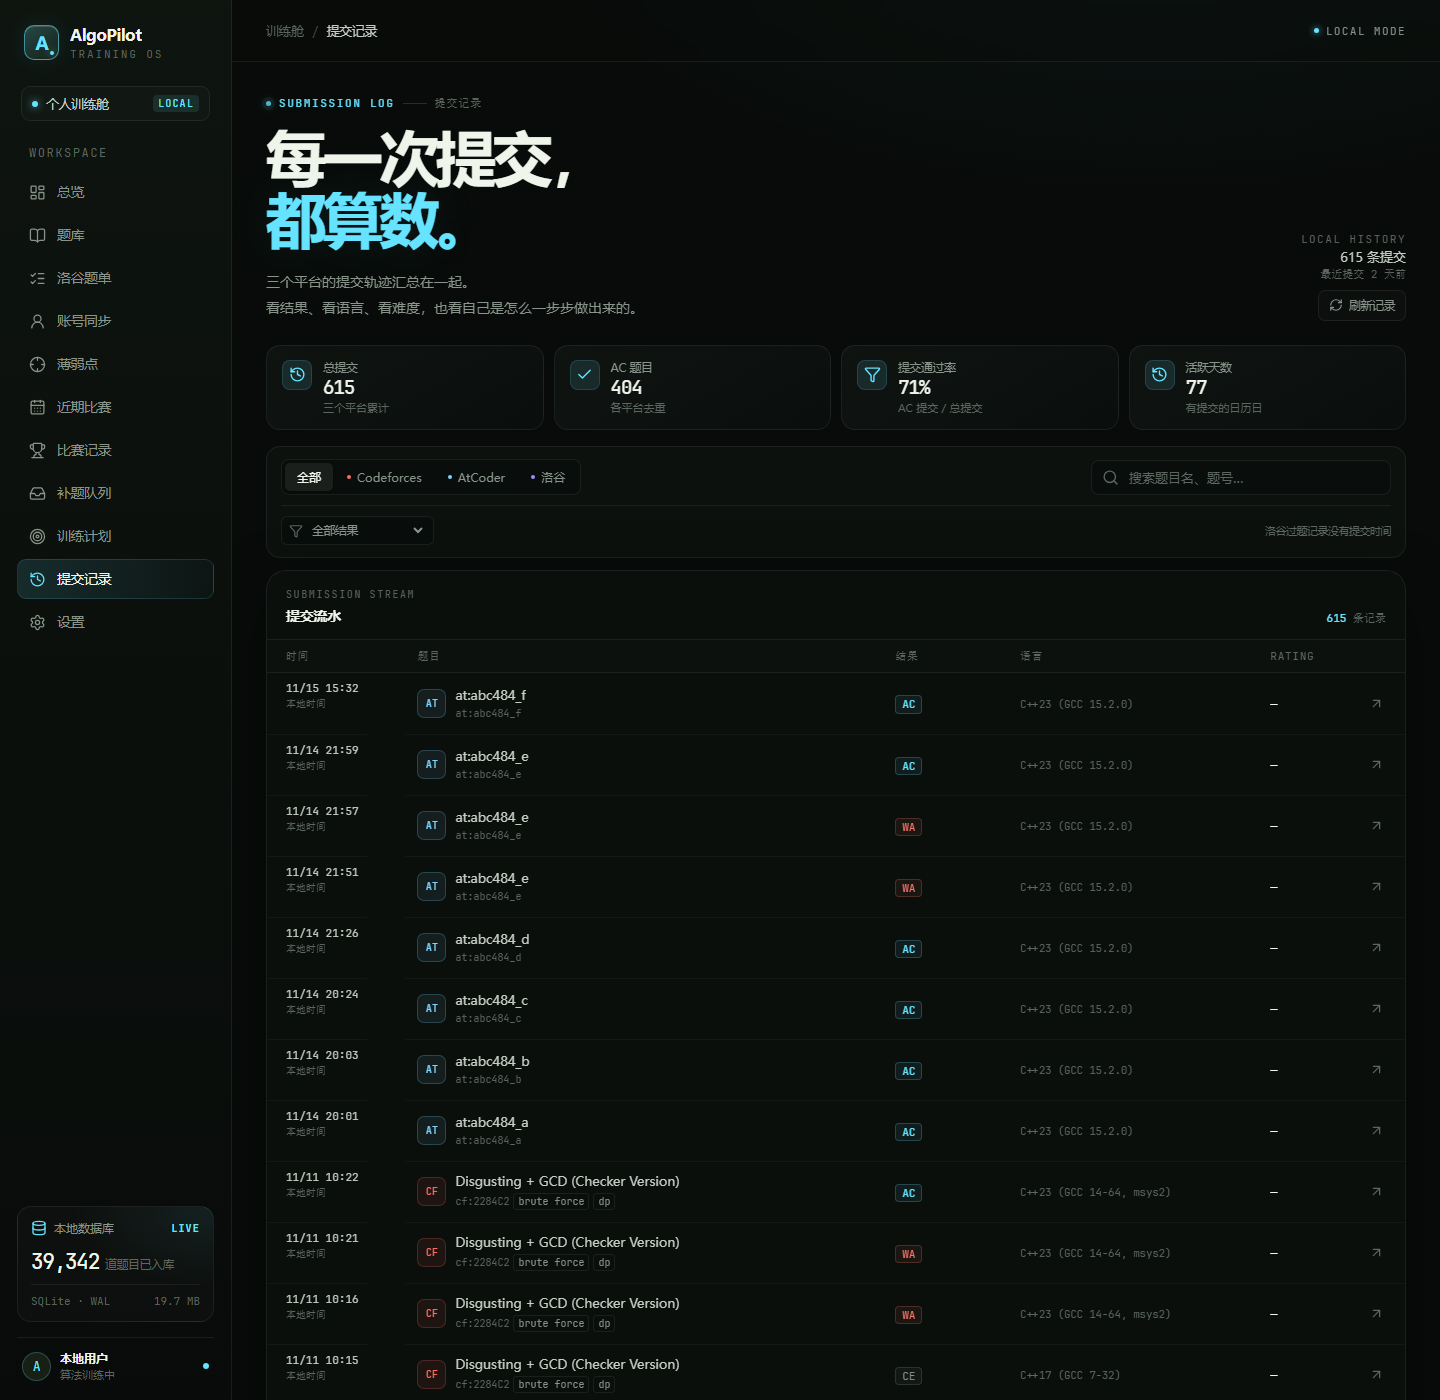 AlgoPilot
TRAINING OS
个人训练舱 LOCAL
WORKSPACE
总览
题库
洛谷题单
账号同步
薄弱点
近期比赛
比赛记录
补题队列
训练计划
提交记录
设置
本地数据库 LIVE
39,342 道题目已入库
SQLite · WAL 19.7 MB
A 本地用户
算法训练中
训练舱 / 提交记录
LOCAL MODE
SUBMISSION LOG 提交记录
每一次提交,
都算数。
三个平台的提交轨迹汇总在一起。
看结果、看语言、看难度，也看自己是怎么一步步做出来的。
LOCAL HISTORY
615 条提交
最近提交 2 天前
刷新记录
总提交
615
三个平台累计
AC 题目
404
各平台去重
提交通过率
71%
AC 提交 / 总提交
活跃天数
77
有提交的日历日
全部 Codeforces AtCoder 洛谷
搜索题目名、题号...
全部结果
洛谷过题记录没有提交时间
SUBMISSION STREAM
提交流水
615 条记录
时间 题目 结果 语言 RATING
11/15 15:32 本地时间 AT at:abc484_f at:abc484_f AC C++23 (GCC 15.2.0) —
11/14 21:59 本地时间 AT at:abc484_e at:abc484_e AC C++23 (GCC 15.2.0) —
11/14 21:57 本地时间 AT at:abc484_e at:abc484_e WA C++23 (GCC 15.2.0) —
11/14 21:51 本地时间 AT at:abc484_e at:abc484_e WA C++23 (GCC 15.2.0) —
11/14 21:26 本地时间 AT at:abc484_d at:abc484_d AC C++23 (GCC 15.2.0) —
11/14 20:24 本地时间 AT at:abc484_c at:abc484_c AC C++23 (GCC 15.2.0) —
11/14 20:03 本地时间 AT at:abc484_b at:abc484_b AC C++23 (GCC 15.2.0) —
11/14 20:01 本地时间 AT at:abc484_a at:abc484_a AC C++23 (GCC 15.2.0) —
11/11 10:22 本地时间 CF Disgusting + GCD (Checker Version) cf:2284C2 brute force dp AC C++23 (GCC 14-64, msys2) —
11/11 10:21 本地时间 CF Disgusting + GCD (Checker Version) cf:2284C2 brute force dp WA C++23 (GCC 14-64, msys2) —
11/11 10:16 本地时间 CF Disgusting + GCD (Checker Version) cf:2284C2 brute force dp WA C++23 (GCC 14-64, msys2) —
11/11 10:15 本地时间 CF Disgusting + GCD (Checker Version) cf:2284C2 brute force dp CE C++17 (GCC 7-32) —